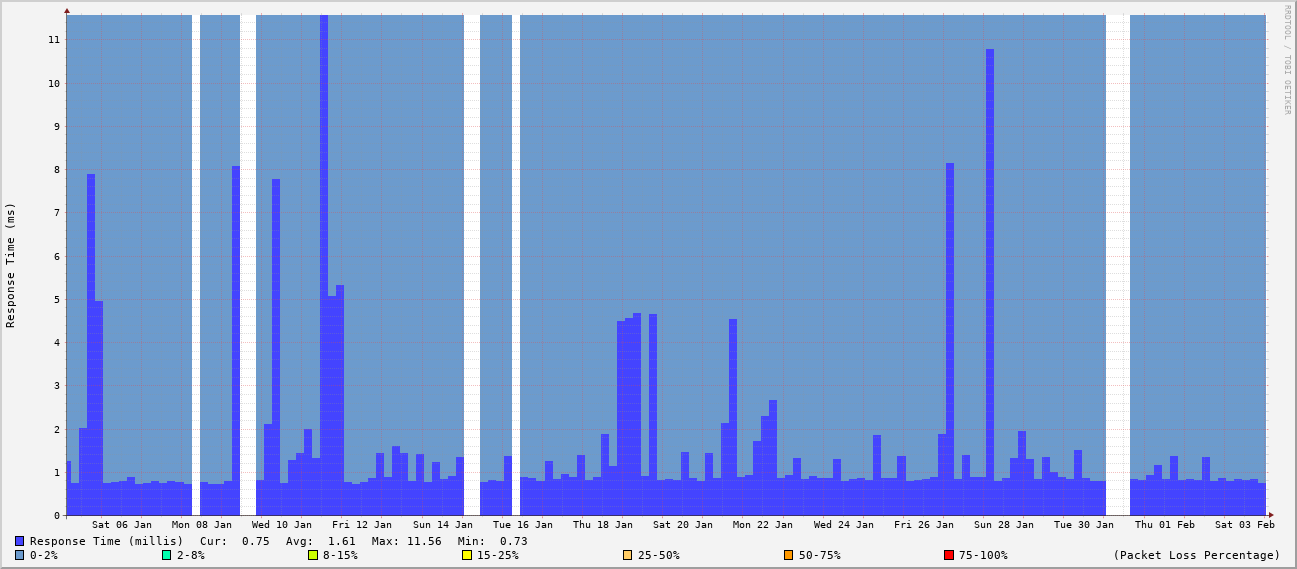 RRDTOOL / TOBI OETIKER
Response Time (ms)
11
10
9
8
7
6
5
4
3
2
1
0
Sat 06 Jan Mon 08 Jan Wed 10 Jan Fri 12 Jan Sun 14 Jan Tue 16 Jan Thu 18 Jan Sat 20 Jan Mon 22 Jan Wed 24 Jan Fri 26 Jan Sun 28 Jan Tue 30 Jan Thu 01 Feb Sat 03 Feb
Response Time (millis) Cur: 0.75 Avg: 1.61 Max: 11.56 Min: 0.73
0-2% 2-8% 8-15% 15-25% 25-50% 50-75% 75-100% (Packet Loss Percentage)